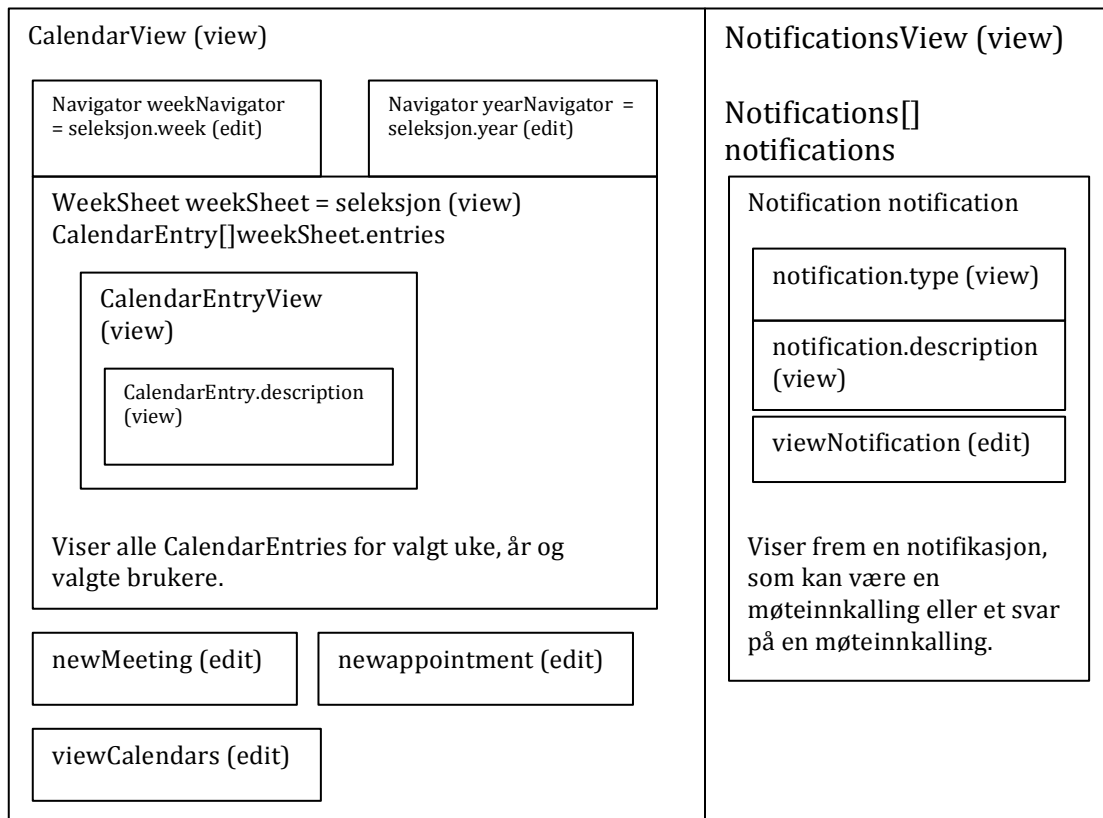 CalendarView (view)
Navigator weekNavigator
= seleksjon.week (edit)
Navigator yearNavigator =
seleksjon.year (edit)
WeekSheet weekSheet = seleksjon (view)
CalendarEntry[]weekSheet.entries
CalendarEntryView
(view)
CalendarEntry.description
(view)
Viser alle CalendarEntries for valgt uke, år og
valgte brukere.
newMeeting (edit)
newappointment (edit)
viewCalendars (edit)
NotificationsView (view)
Notifications[]
notifications
Notification notification
notification.type (view)
notification.description
(view)
viewNotification (edit)
Viser frem en notifikasjon,
som kan være en
møteinnkalling eller et svar
på en møteinnkalling.